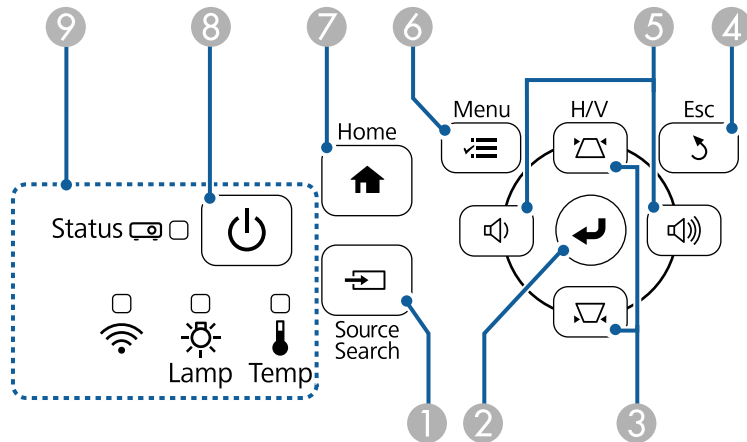 9 8 7 6 5 4
Menu H/V Esc
Home
Status
Source
Search
Lamp Temp
1 2 3